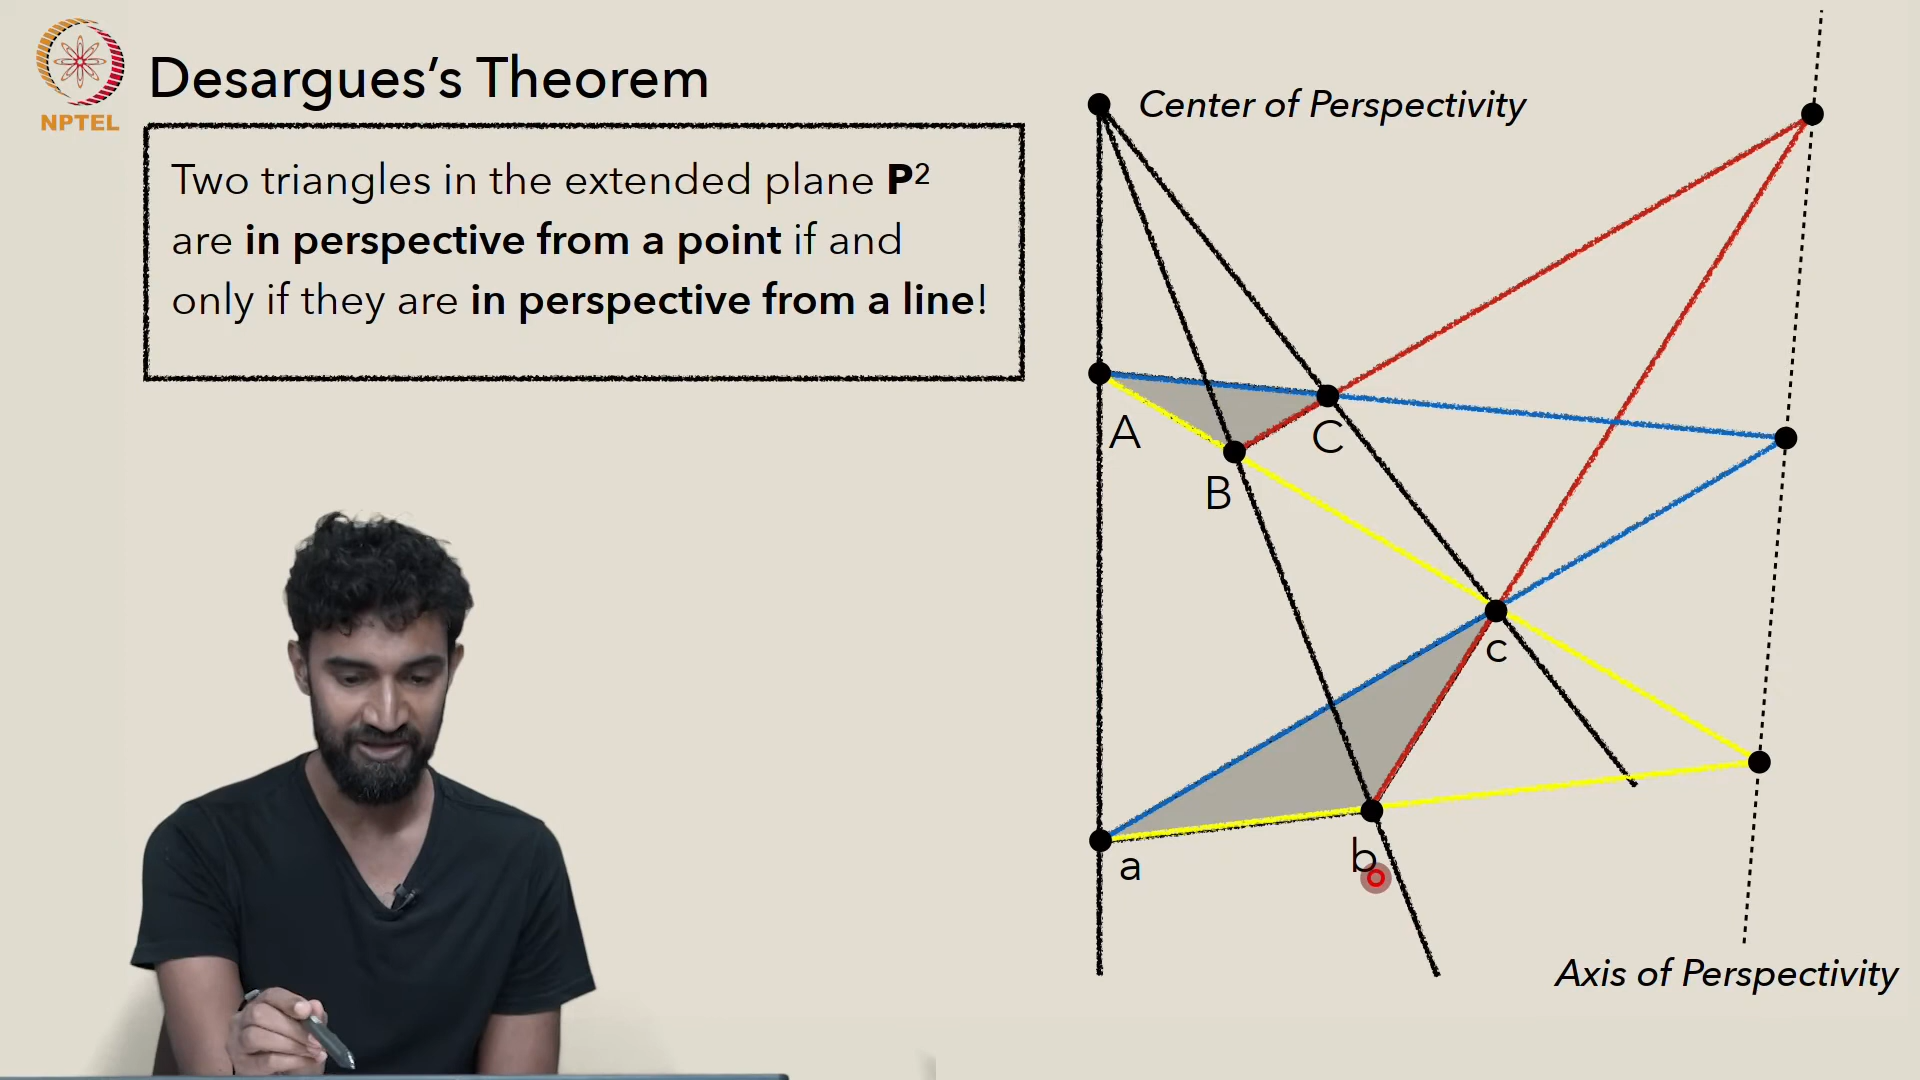 NPTEL
Desargues’s Theorem
Two triangles in the extended plane P²
are in perspective from a point if and
only if they are in perspective from a line!
Center of Perspectivity
A
B
C
c
a
b
Axis of Perspectivity